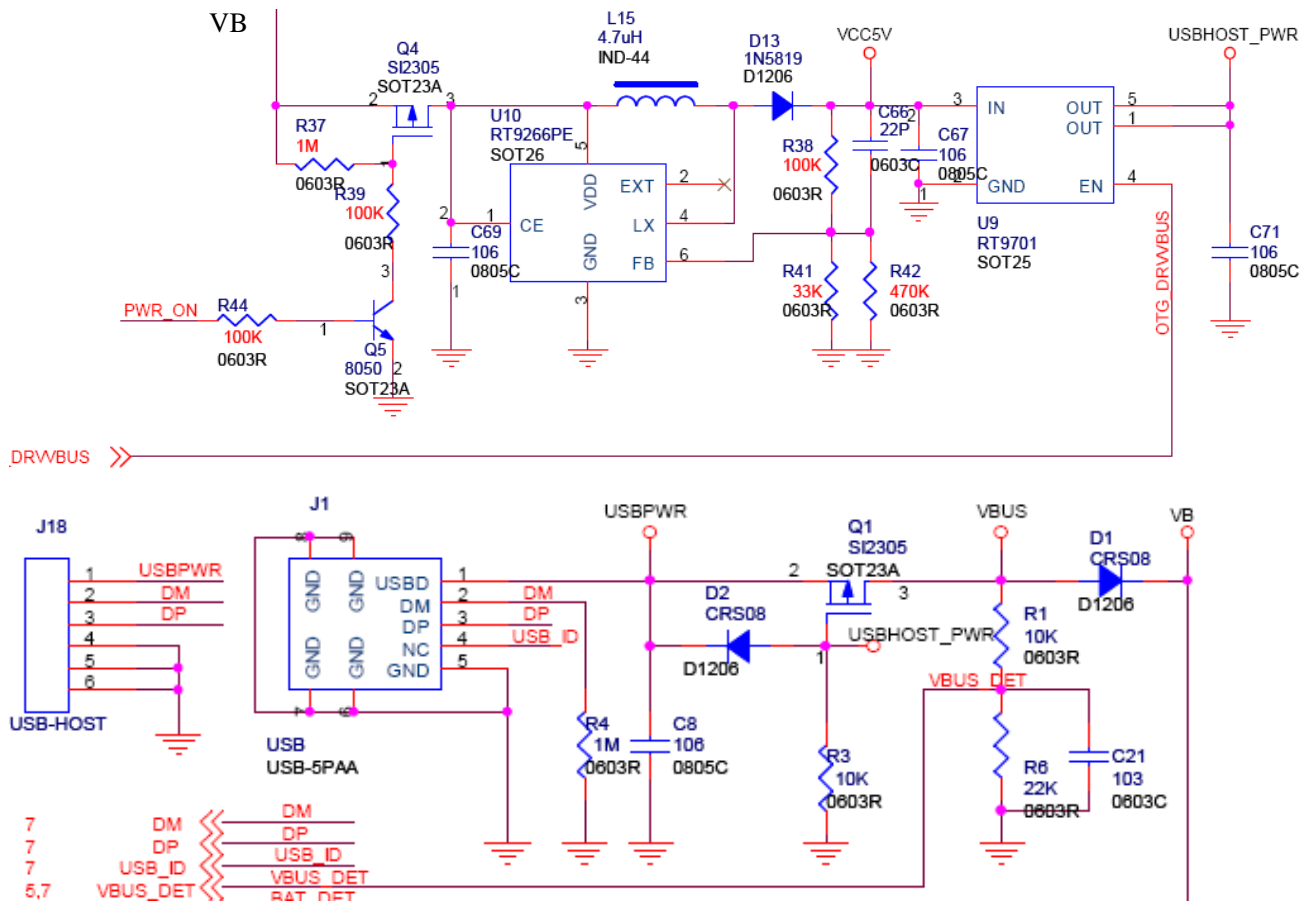 VB
Q4
SI2305
SOT23A
2
3
1
R37
1M
0603R
R39
100K
0603R
3
PWR_ON
R44
100K
0603R
1
Q5
8050
SOT23A
2
U10
RT9266PE
SOT26
5
VDD
EXT
2
CE
1
LX
4
GND
FB
6
3
2
C69
106
0805C
1
L15
4.7uH
IND-44
D13
1N5819
D1206
VCC5V
R38
100K
0603R
C66
22P
0603C
2
C67
106
0805C
1
R41
33K
0603R
R42
470K
0603R
USBHOST_PWR
3
IN
OUT
5
OUT
1
2
GND
EN
4
U9
RT9701
SOT25
OTG_DRVVBUS
C71
106
0805C
_DRVVBUS
J18
1
USBPWR
2
DM
3
DP
4
5
6
USB-HOST
J1
8
6
GND
GND
GND
GND
USBD
1
DM
2
DM
DP
3
DP
NC
4
USB_ID
GND
5
USB
USB-5PAA
R4
1M
0603R
USBPWR
C8
106
0805C
D2
CRS08
D1206
Q1
SI2305
SOT23A
2
3
1
USBHOST_PWR
R3
10K
0603R
VBUS
VB
D1
CRS08
D1206
R1
10K
0603R
VBUS_DET
R6
22K
0603R
C21
103
0603C
7
DM
DM
7
DP
DP
7
USB_ID
USB_ID
5,7
VBUS_DET
VBUS_DET
BAT_DET